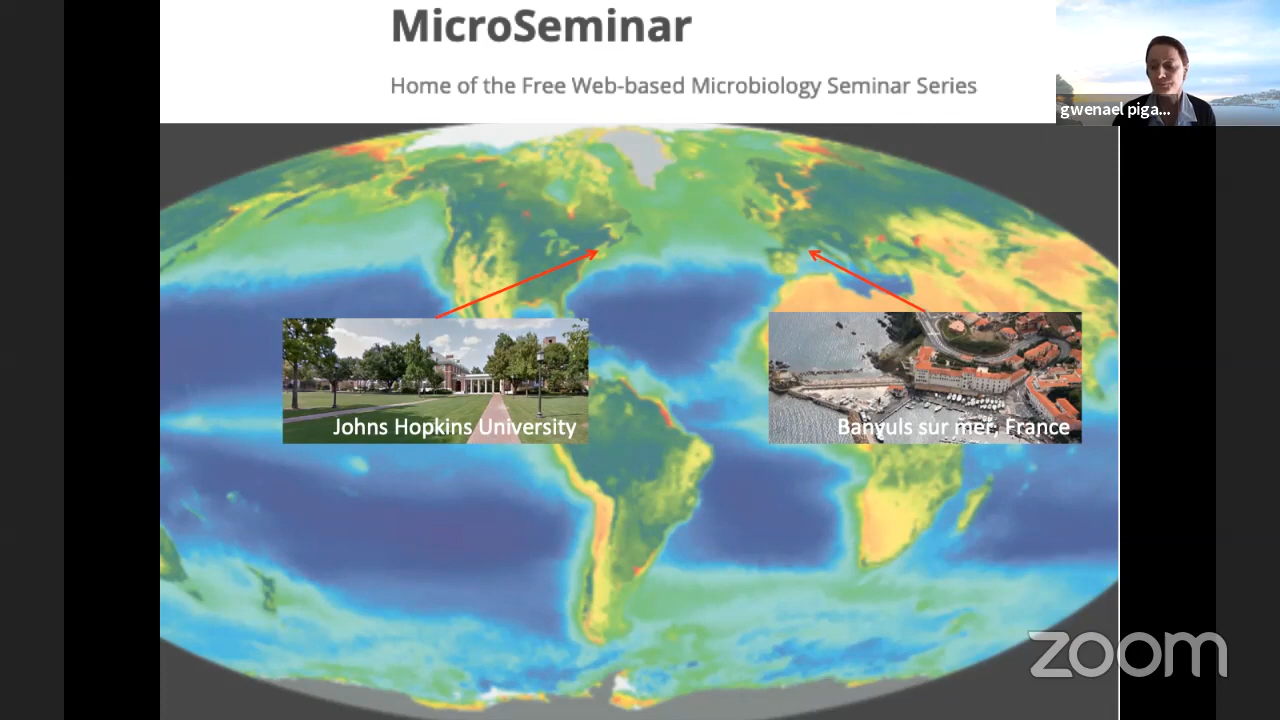 MicroSeminar
Home of the Free Web-based Microbiology Seminar Series
gwenael piga...
Johns Hopkins University
Banyuls sur mer, France
zoom